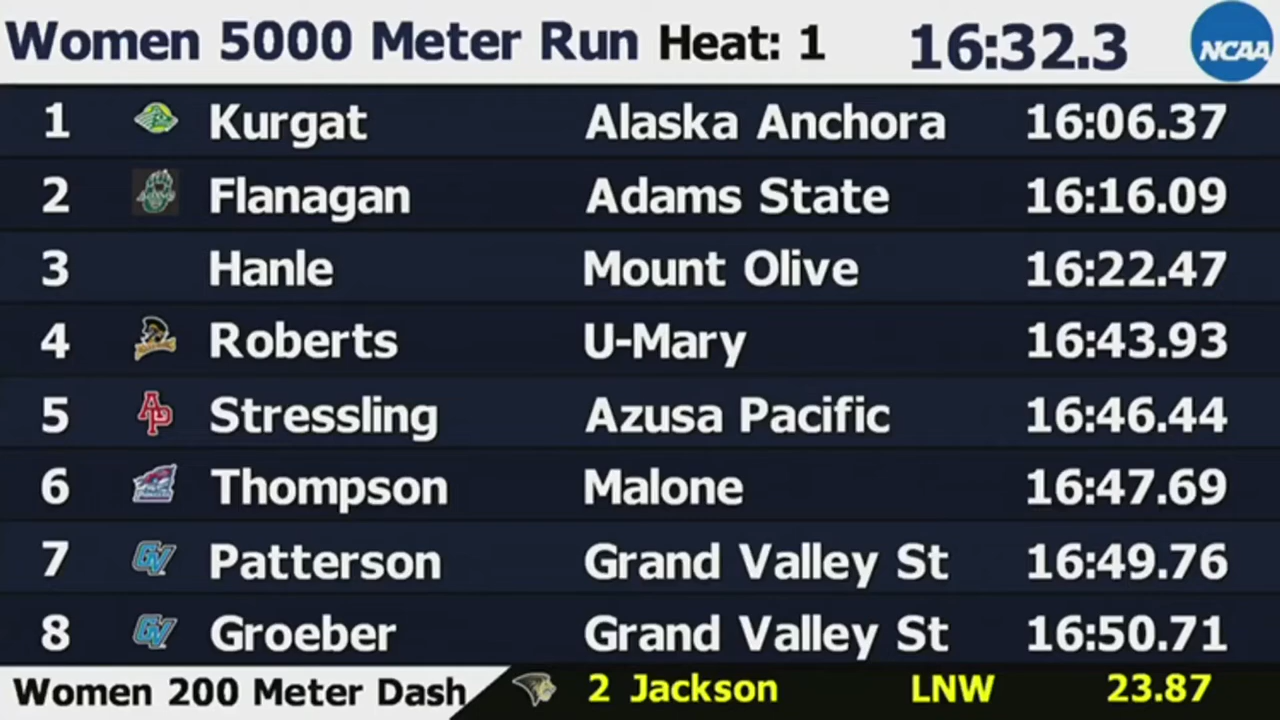 Women 5000 Meter Run Heat: 1 16:32.3 NCAA
1 Kurgat Alaska Anchora 16:06.37
2 Flanagan Adams State 16:16.09
3 Hanle Mount Olive 16:22.47
4 Roberts U-Mary 16:43.93
5 AP Stressling Azusa Pacific 16:46.44
6 Thompson Malone 16:47.69
7 GV Patterson Grand Valley St 16:49.76
8 GV Groeber Grand Valley St 16:50.71
Women 200 Meter Dash 2 Jackson LNW 23.87